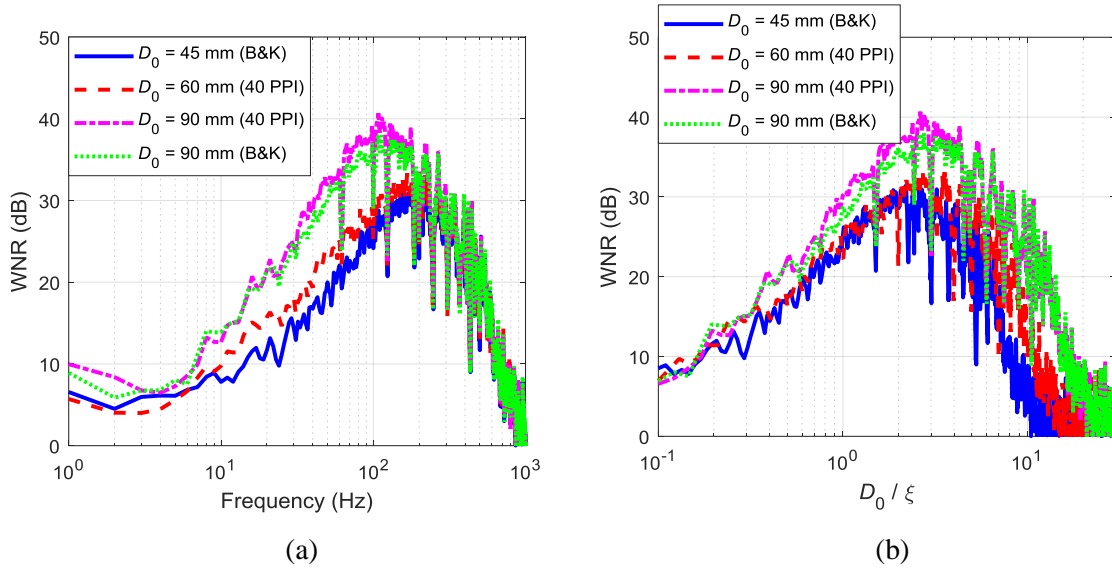 50
40
30
20
10
0
WNR (dB)
D0 = 45 mm (B&K)
D0 = 60 mm (40 PPI)
D0 = 90 mm (40 PPI)
D0 = 90 mm (B&K)
10^0 10^1 10^2 10^3
Frequency (Hz)
(a)
50
40
30
20
10
0
WNR (dB)
D0 = 45 mm (B&K)
D0 = 60 mm (40 PPI)
D0 = 90 mm (40 PPI)
D0 = 90 mm (B&K)
10^-1 10^0 10^1
D0 / ξ
(b)